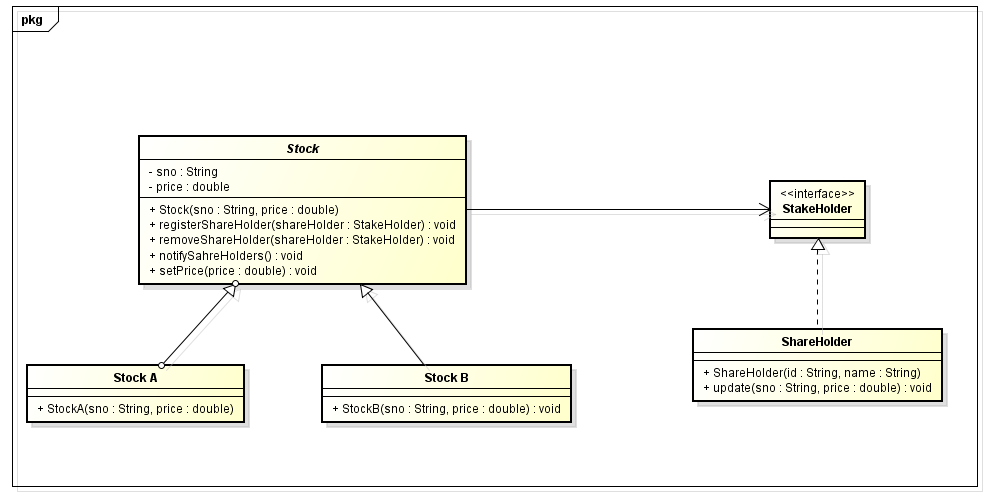 pkg
Stock
- sno : String
- price : double
+ Stock(sno : String, price : double)
+ registerShareHolder(shareHolder : StakeHolder) : void
+ removeShareHolder(shareHolder : StakeHolder) : void
+ notifySahreHolders() : void
+ setPrice(price : double) : void
<<interface>>
StakeHolder
ShareHolder
+ ShareHolder(id : String, name : String)
+ update(sno : String, price : double) : void
Stock A
+ StockA(sno : String, price : double)
Stock B
+ StockB(sno : String, price : double) : void